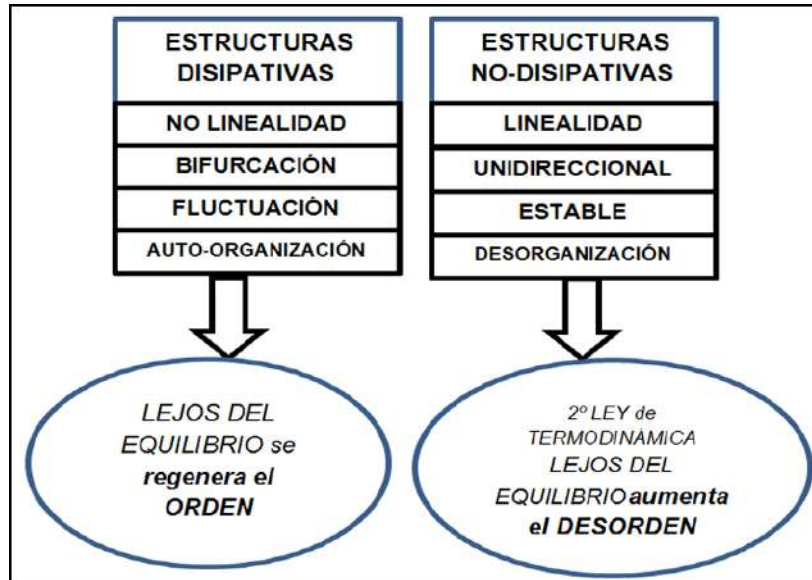 ESTRUCTURAS
DISIPATIVAS
NO LINEALIDAD
BIFURCACIÓN
FLUCTUACIÓN
AUTO-ORGANIZACIÓN
LEJOS DEL
EQUILIBRIO se
regenera el
ORDEN
ESTRUCTURAS
NO-DISIPATIVAS
LINEALIDAD
UNIDIRECCIONAL
ESTABLE
DESORGANIZACIÓN
2º LEY de
TERMODINÀMICA
LEJOS DEL
EQUILIBRIO aumenta
el DESORDEN